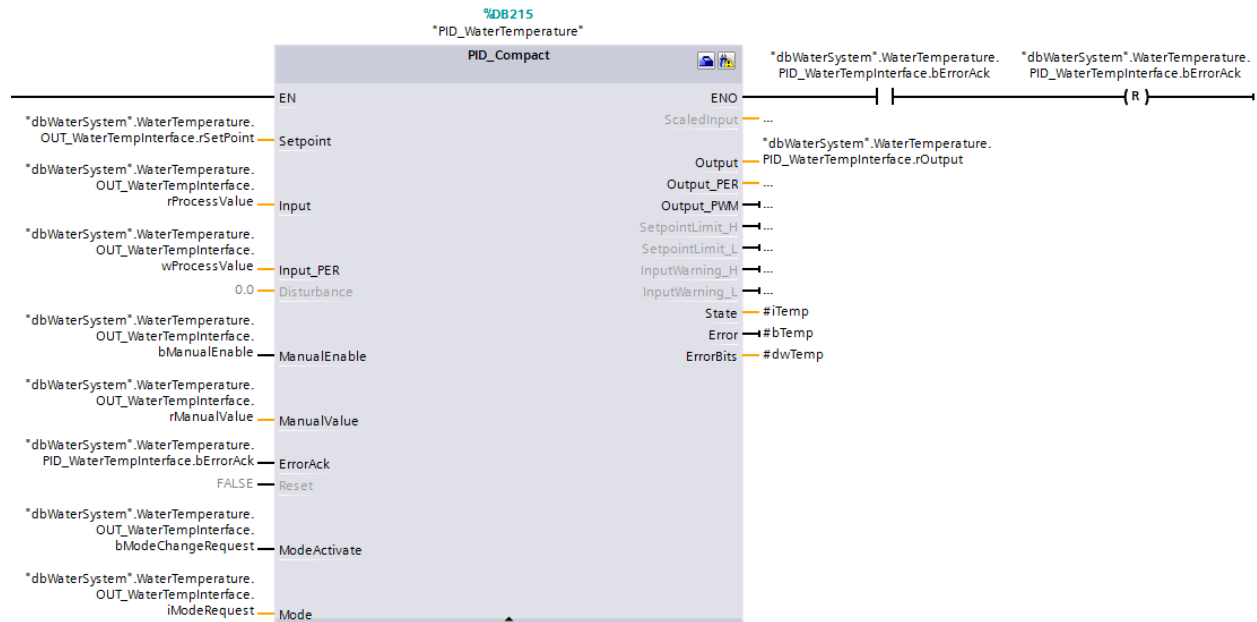 %DB215
"PID_WaterTemperature"
PID_Compact
"dbWaterSystem".WaterTemperature.
PID_WaterTempInterface.bErrorAck
"dbWaterSystem".WaterTemperature.
PID_WaterTempInterface.bErrorAck
EN
ENO
( R )
ScaledInput
...
"dbWaterSystem".WaterTemperature.
OUT_WaterTempInterface.rSetPoint
Setpoint
"dbWaterSystem".WaterTemperature.
PID_WaterTempInterface.rOutput
Output
"dbWaterSystem".WaterTemperature.
OUT_WaterTempInterface.
rProcessValue
Input
Output_PER
...
Output_PWM
...
SetpointLimit_H
...
SetpointLimit_L
...
"dbWaterSystem".WaterTemperature.
OUT_WaterTempInterface.
wProcessValue
Input_PER
InputWarning_H
...
0.0
Disturbance
InputWarning_L
...
State
#iTemp
Error
#bTemp
ErrorBits
#dwTemp
"dbWaterSystem".WaterTemperature.
OUT_WaterTempInterface.
bManualEnable
ManualEnable
"dbWaterSystem".WaterTemperature.
OUT_WaterTempInterface.
rManualValue
ManualValue
"dbWaterSystem".WaterTemperature.
PID_WaterTempInterface.bErrorAck
ErrorAck
FALSE
Reset
"dbWaterSystem".WaterTemperature.
OUT_WaterTempInterface.
bModeChangeRequest
ModeActivate
"dbWaterSystem".WaterTemperature.
OUT_WaterTempInterface.
iModeRequest
Mode